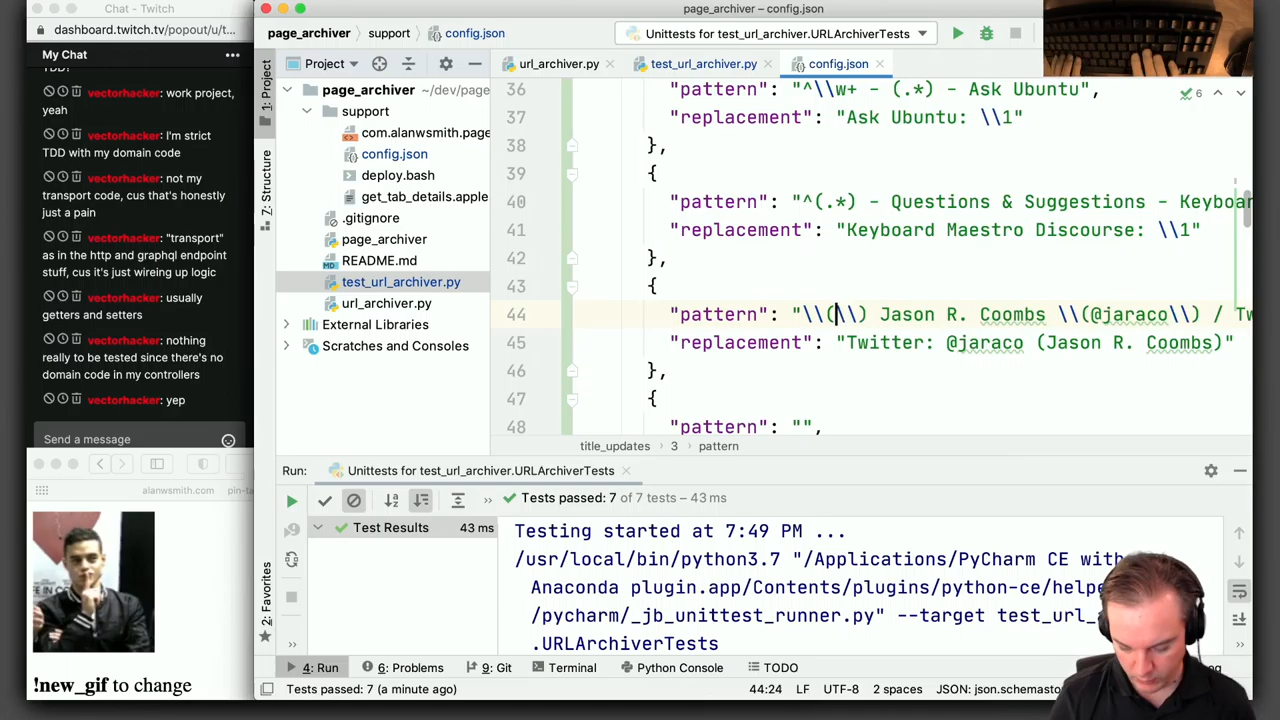 Chat - Twitch
dashboard.twitch.tv/popout/u/t...
My Chat
•••
TDD?
vectorhacker: work project,
yeah
vectorhacker: I'm strict
TDD with my domain code
vectorhacker: not my
transport code, cus that's honestly
just a pain
vectorhacker: "transport"
as in the http and graphql endpoint
stuff, cus it's just wireing up logic
vectorhacker: usually
getters and setters
vectorhacker: nothing
really to be tested since there's no
domain code in my controllers
vectorhacker: yep
Send a message
alanwsmith.com
pin-ta
!new_gif to change
page_archiver – config.json
page_archiver
support
config.json
Unittests for test_url_archiver.URLArchiverTests
1: Project
7: Structure
2: Favorites
Project
page_archiver ~/dev/page
support
com.alanwsmith.page
config.json
deploy.bash
get_tab_details.apple
.gitignore
page_archiver
README.md
test_url_archiver.py
url_archiver.py
External Libraries
Scratches and Consoles
url_archiver.py
test_url_archiver.py
config.json
6
36 "pattern": "^\\w+ - (.*) - Ask Ubuntu",
37 "replacement": "Ask Ubuntu: \\1"
38 },
39 {
40 "pattern": "^(.*) - Questions & Suggestions - Keyboar
41 "replacement": "Keyboard Maestro Discourse: \\1"
42 },
43 {
44 "pattern": "\\(\\) Jason R. Coombs \\(@jaraco\\) / Tw
45 "replacement": "Twitter: @jaraco (Jason R. Coombs)"
46 },
47 {
48 "pattern": "",
title_updates
3
pattern
Run:
Unittests for test_url_archiver.URLArchiverTests
Tests passed: 7 of 7 tests – 43 ms
Test Results 43 ms
Testing started at 7:49 PM ...
/usr/local/bin/python3.7 "/Applications/PyCharm CE with
Anaconda plugin.app/Contents/plugins/python-ce/helpe
/pycharm/_jb_unittest_runner.py" --target test_url_
.URLArchiverTests
4: Run
6: Problems
9: Git
Terminal
Python Console
TODO
Tests passed: 7 (a minute ago)
44:24
LF
UTF-8
2 spaces
JSON: json.schemasto